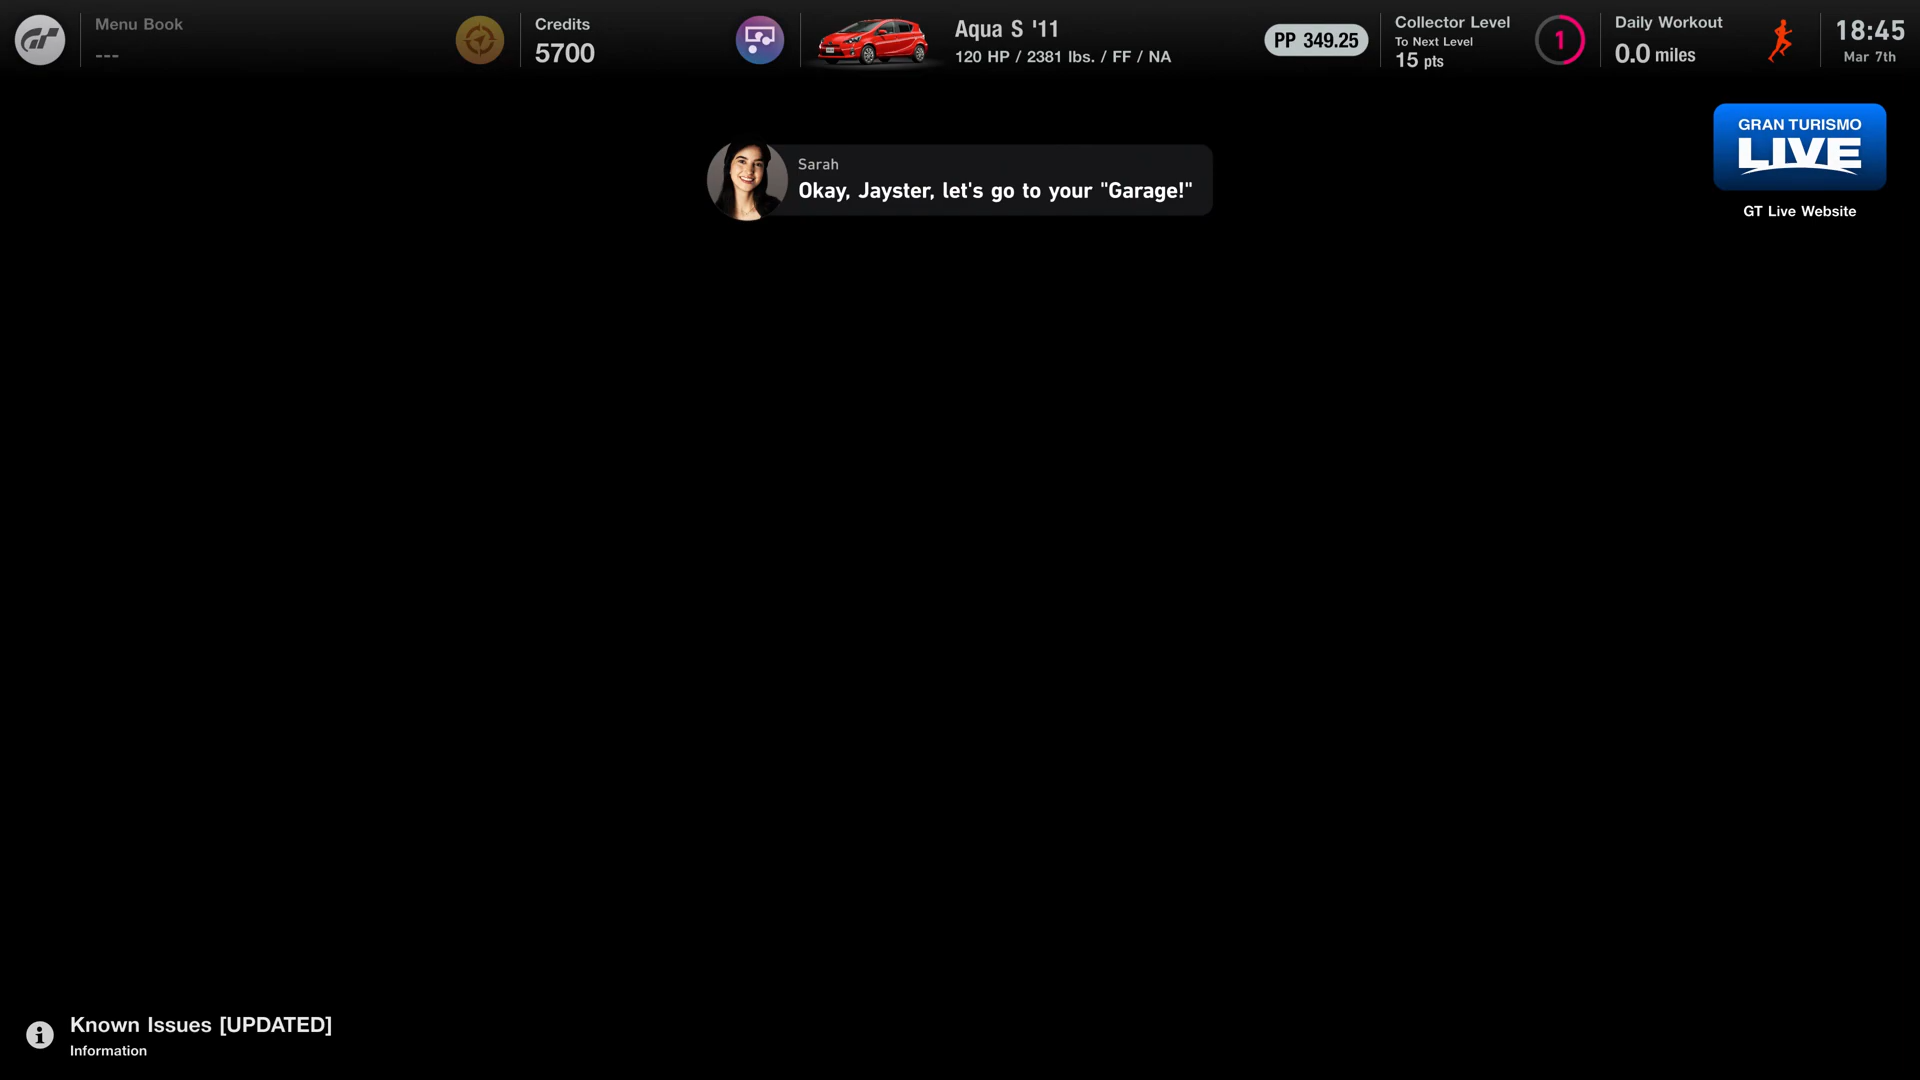 Menu Book
---
Credits
5700
Aqua S '11
120 HP / 2381 lbs. / FF / NA
PP 349.25
Collector Level
To Next Level
15 pts
1
Daily Workout
0.0 miles
18:45
Mar 7th
GRAN TURISMO
LIVE
GT Live Website
Sarah
Okay, Jayster, let's go to your "Garage!"
Known Issues [UPDATED]
Information